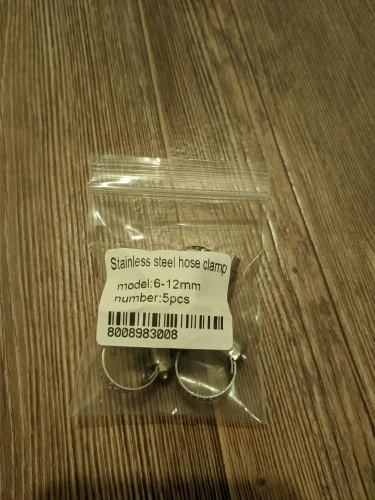 Stainless steel hose clamp
model:6-12mm
number:5pcs
8008983008